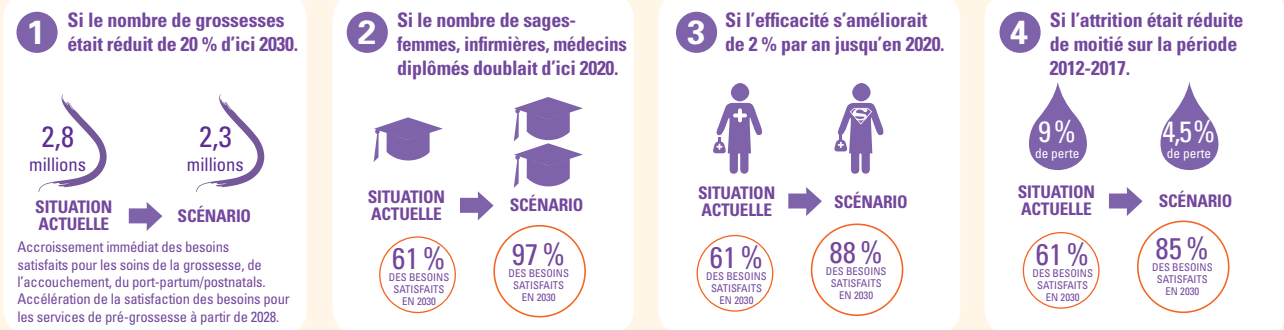 1
Si le nombre de grossesses
était réduit de 20 % d'ici 2030.
2,8
millions
2,3
millions
SITUATION
ACTUELLE
SCÉNARIO
Accroissement immédiat des besoins
satisfaits pour les soins de la grossesse, de
l'accouchement, du port-partum/postnatals.
Accélération de la satisfaction des besoins pour
les services de pré-grossesse à partir de 2028.
2
Si le nombre de sages-
femmes, infirmières, médecins
diplômés doublait d'ici 2020.
SITUATION
ACTUELLE
SCÉNARIO
61 %
DES BESOINS
SATISFAITS
EN 2030
97 %
DES BESOINS
SATISFAITS
EN 2030
3
Si l'efficacité s'améliorait
de 2 % par an jusqu'en 2020.
S
SITUATION
ACTUELLE
SCÉNARIO
61 %
DES BESOINS
SATISFAITS
EN 2030
88 %
DES BESOINS
SATISFAITS
EN 2030
4
Si l'attrition était réduite
de moitié sur la période
2012-2017.
9 %
de perte
4,5%
de perte
SITUATION
ACTUELLE
SCÉNARIO
61 %
DES BESOINS
SATISFAITS
EN 2030
85 %
DES BESOINS
SATISFAITS
EN 2030